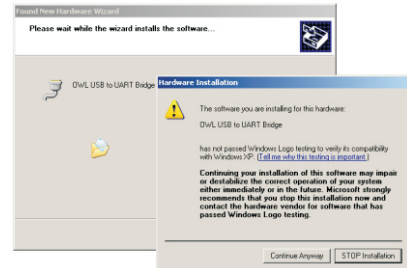 Found New Hardware Wizard
Please wait while the wizard installs the software...
OWL USB to UART Bridge
Hardware Installation
The software you are installing for this hardware:
OWL USB to UART Bridge
has not passed Windows Logo testing to verify its compatibility
with Windows XP. (Tell me why this testing is important.)
Continuing your installation of this software may impair
or destabilize the correct operation of your system
either immediately or in the future. Microsoft strongly
recommends that you stop this installation now and
contact the hardware vendor for software that has
passed Windows Logo testing.
Continue Anyway
STOP Installation